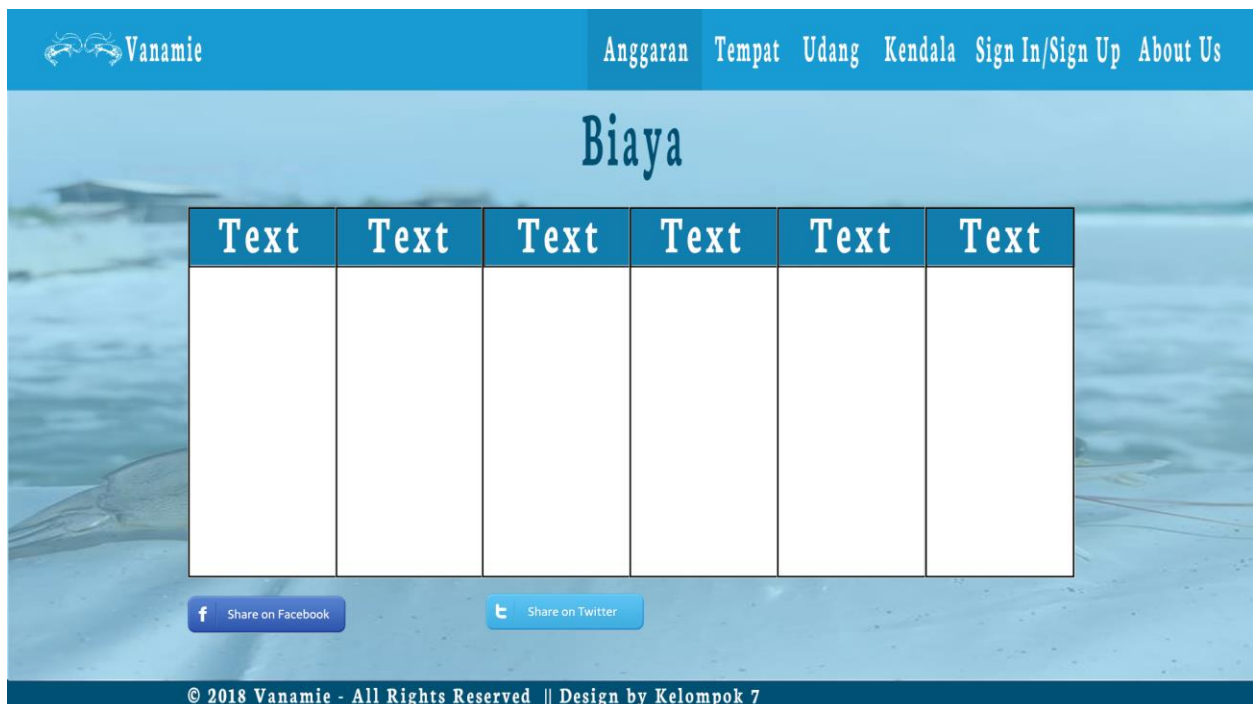 Vanamie Anggaran Tempat Udang Kendala Sign In/Sign Up About Us
Biaya
Text Text Text Text Text Text
f Share on Facebook t Share on Twitter
© 2018 Vanamie - All Rights Reserved || Design by Kelompok 7